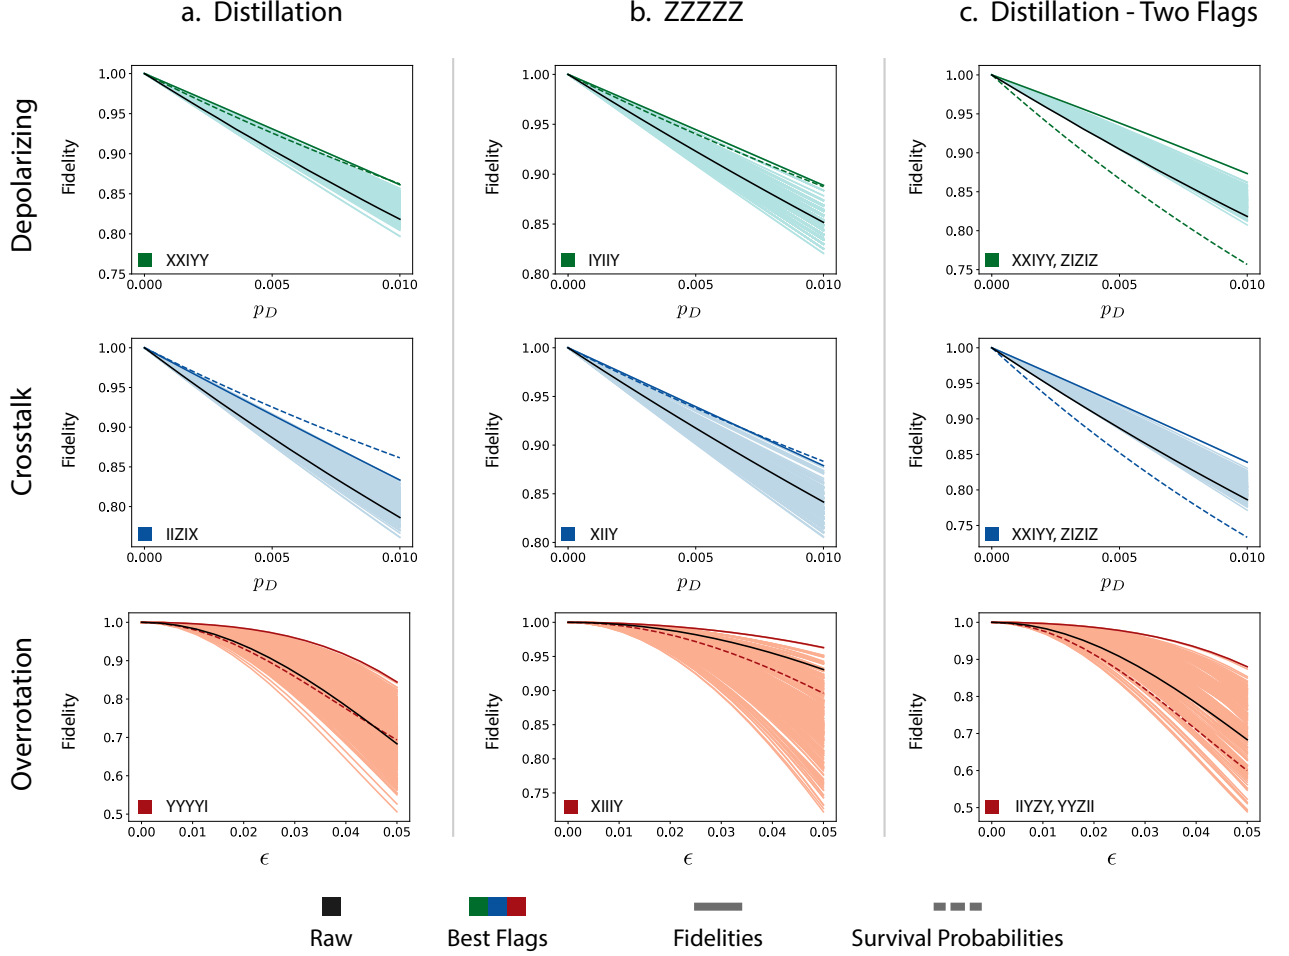 a. Distillation
b. ZZZZZ
c. Distillation - Two Flags
Depolarizing
Fidelity
1.00
0.95
0.90
0.85
0.80
0.75
XXIYY
0.000
0.005
0.010
p_D
Fidelity
1.00
0.95
0.90
0.85
0.80
IYIIY
0.000
0.005
0.010
p_D
Fidelity
1.00
0.95
0.90
0.85
0.80
0.75
XXIYY, ZIZIZ
0.000
0.005
0.010
p_D
Crosstalk
Fidelity
1.00
0.95
0.90
0.85
0.80
IIZIX
0.000
0.005
0.010
p_D
Fidelity
1.00
0.95
0.90
0.85
0.80
XIIY
0.000
0.005
0.010
p_D
Fidelity
1.00
0.95
0.90
0.85
0.80
0.75
XXIYY, ZIZIZ
0.000
0.005
0.010
p_D
Overrotation
Fidelity
1.0
0.9
0.8
0.7
0.6
0.5
YYYYI
0.00
0.01
0.02
0.03
0.04
0.05
ϵ
Fidelity
1.00
0.95
0.90
0.85
0.80
0.75
XIIIY
0.00
0.01
0.02
0.03
0.04
0.05
ϵ
Fidelity
1.0
0.9
0.8
0.7
0.6
0.5
IIYZY, YYZII
0.00
0.01
0.02
0.03
0.04
0.05
ϵ
Raw
Best Flags
Fidelities
Survival Probabilities